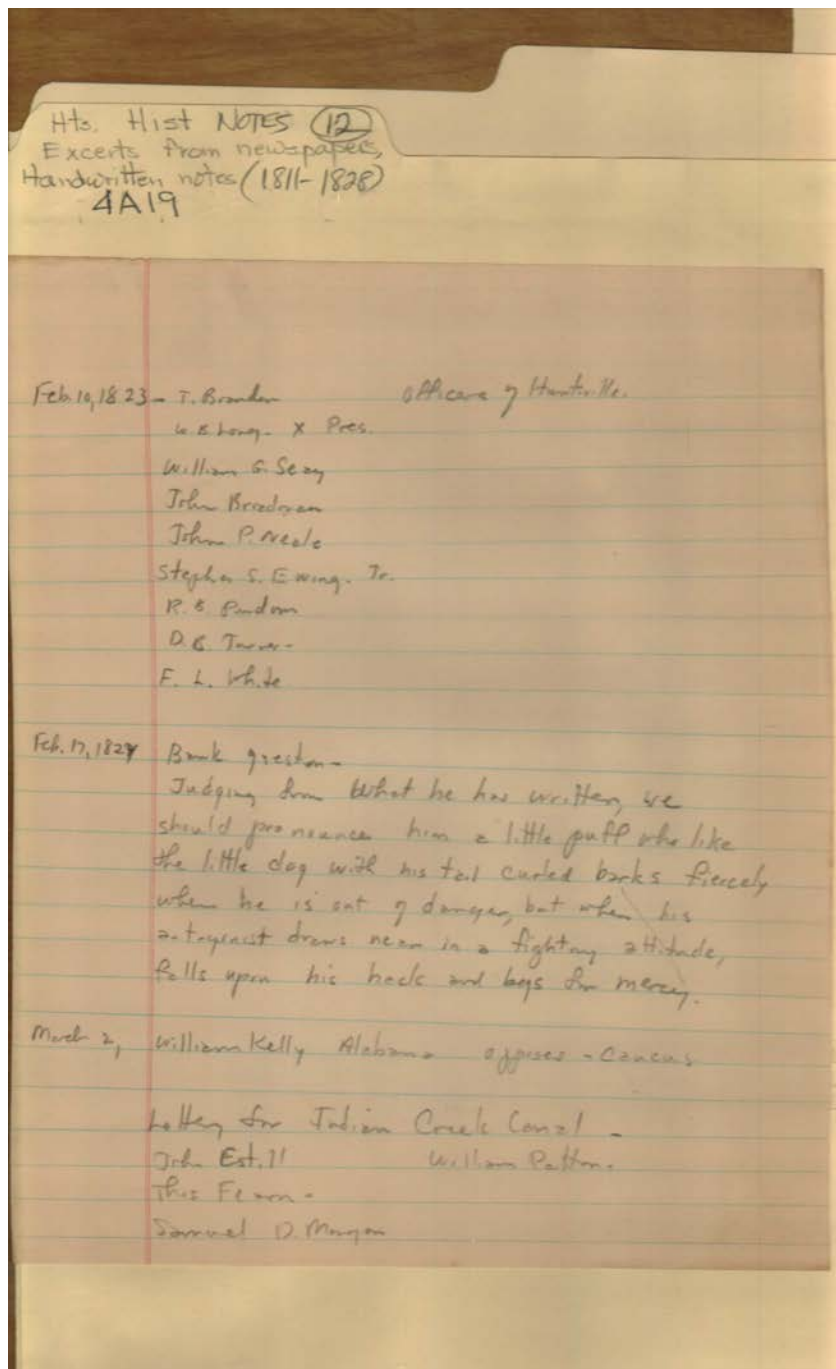 Hts. Hist NOTES (12)
Excerts from newspapers,
Handwritten notes (1811-1828)
4A19
Feb. 10, 1823 - T. Brandon Officers of Huntsville.
Long. X Pres.
William G. Seay
John Boardman
John P. Neale
Stephen S. Ewing. Tr.
R. B. Purdom
D. B. Turner -
F. L. White
Feb. 17, 1824 Bank question -
Judging from what he has written, we
should pronounce him a little puff who like
the little dog with his tail curled barks fiercely
when he is out of danger, but when his
antagonist draws near in a fighting attitude,
falls upon his back and begs for mercy.
March 2, William Kelly Alabama opposes - Caucus
Lottery for Indian Creek Canal -
John Estill William Patton.
Thos Fearn -
Samuel D. Morgan